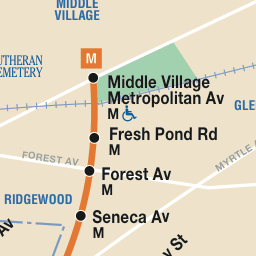 MIDDLE
VILLAGE
UTHERAN
EMETERY
M
Middle Village
Metropolitan Av
M
GLE
Fresh Pond Rd
M
FOREST AV
Forest Av
M
MYRTLE A
RIDGEWOOD
Seneca Av
M
Av
y St